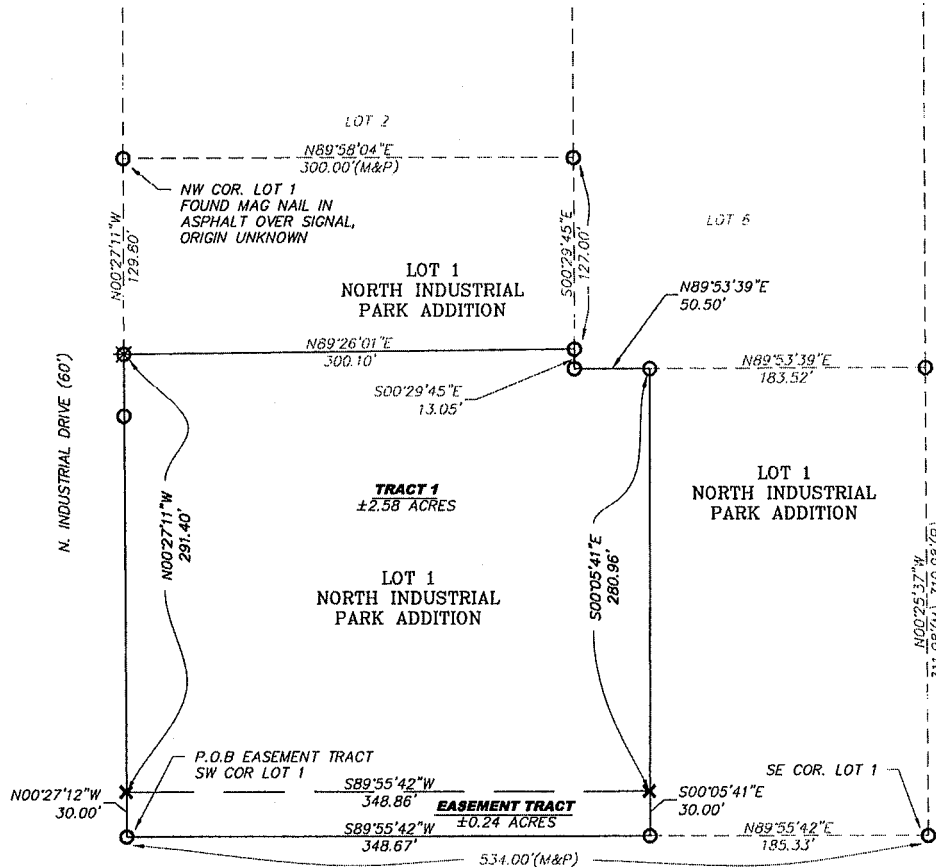 LOT 2
N89°58'04"E
300.00'(M&P)
NW COR. LOT 1
FOUND MAG NAIL IN
ASPHALT OVER SIGNAL,
ORIGIN UNKNOWN
N00°27'11"W
129.80'
S00°29'45"E
127.00'
LOT 6
LOT 1
NORTH INDUSTRIAL
PARK ADDITION
N89°53'39"E
50.50'
N89°26'01"E
300.10'
N89°53'39"E
183.52'
S00°29'45"E
13.05'
N. INDUSTRIAL DRIVE (60')
TRACT 1
±2.58 ACRES
LOT 1
NORTH INDUSTRIAL
PARK ADDITION
N00°27'11"W
291.40'
S00°05'41"E
280.96'
LOT 1
NORTH INDUSTRIAL
PARK ADDITION
N00°25'37"W
P.O.B EASEMENT TRACT
SW COR LOT 1
SE COR. LOT 1
N00°27'12"W
30.00'
S89°55'42"W
348.86'
EASEMENT TRACT
±0.24 ACRES
S00°05'41"E
30.00'
S89°55'42"W
348.67'
N89°55'42"E
185.33'
534.00'(M&P)